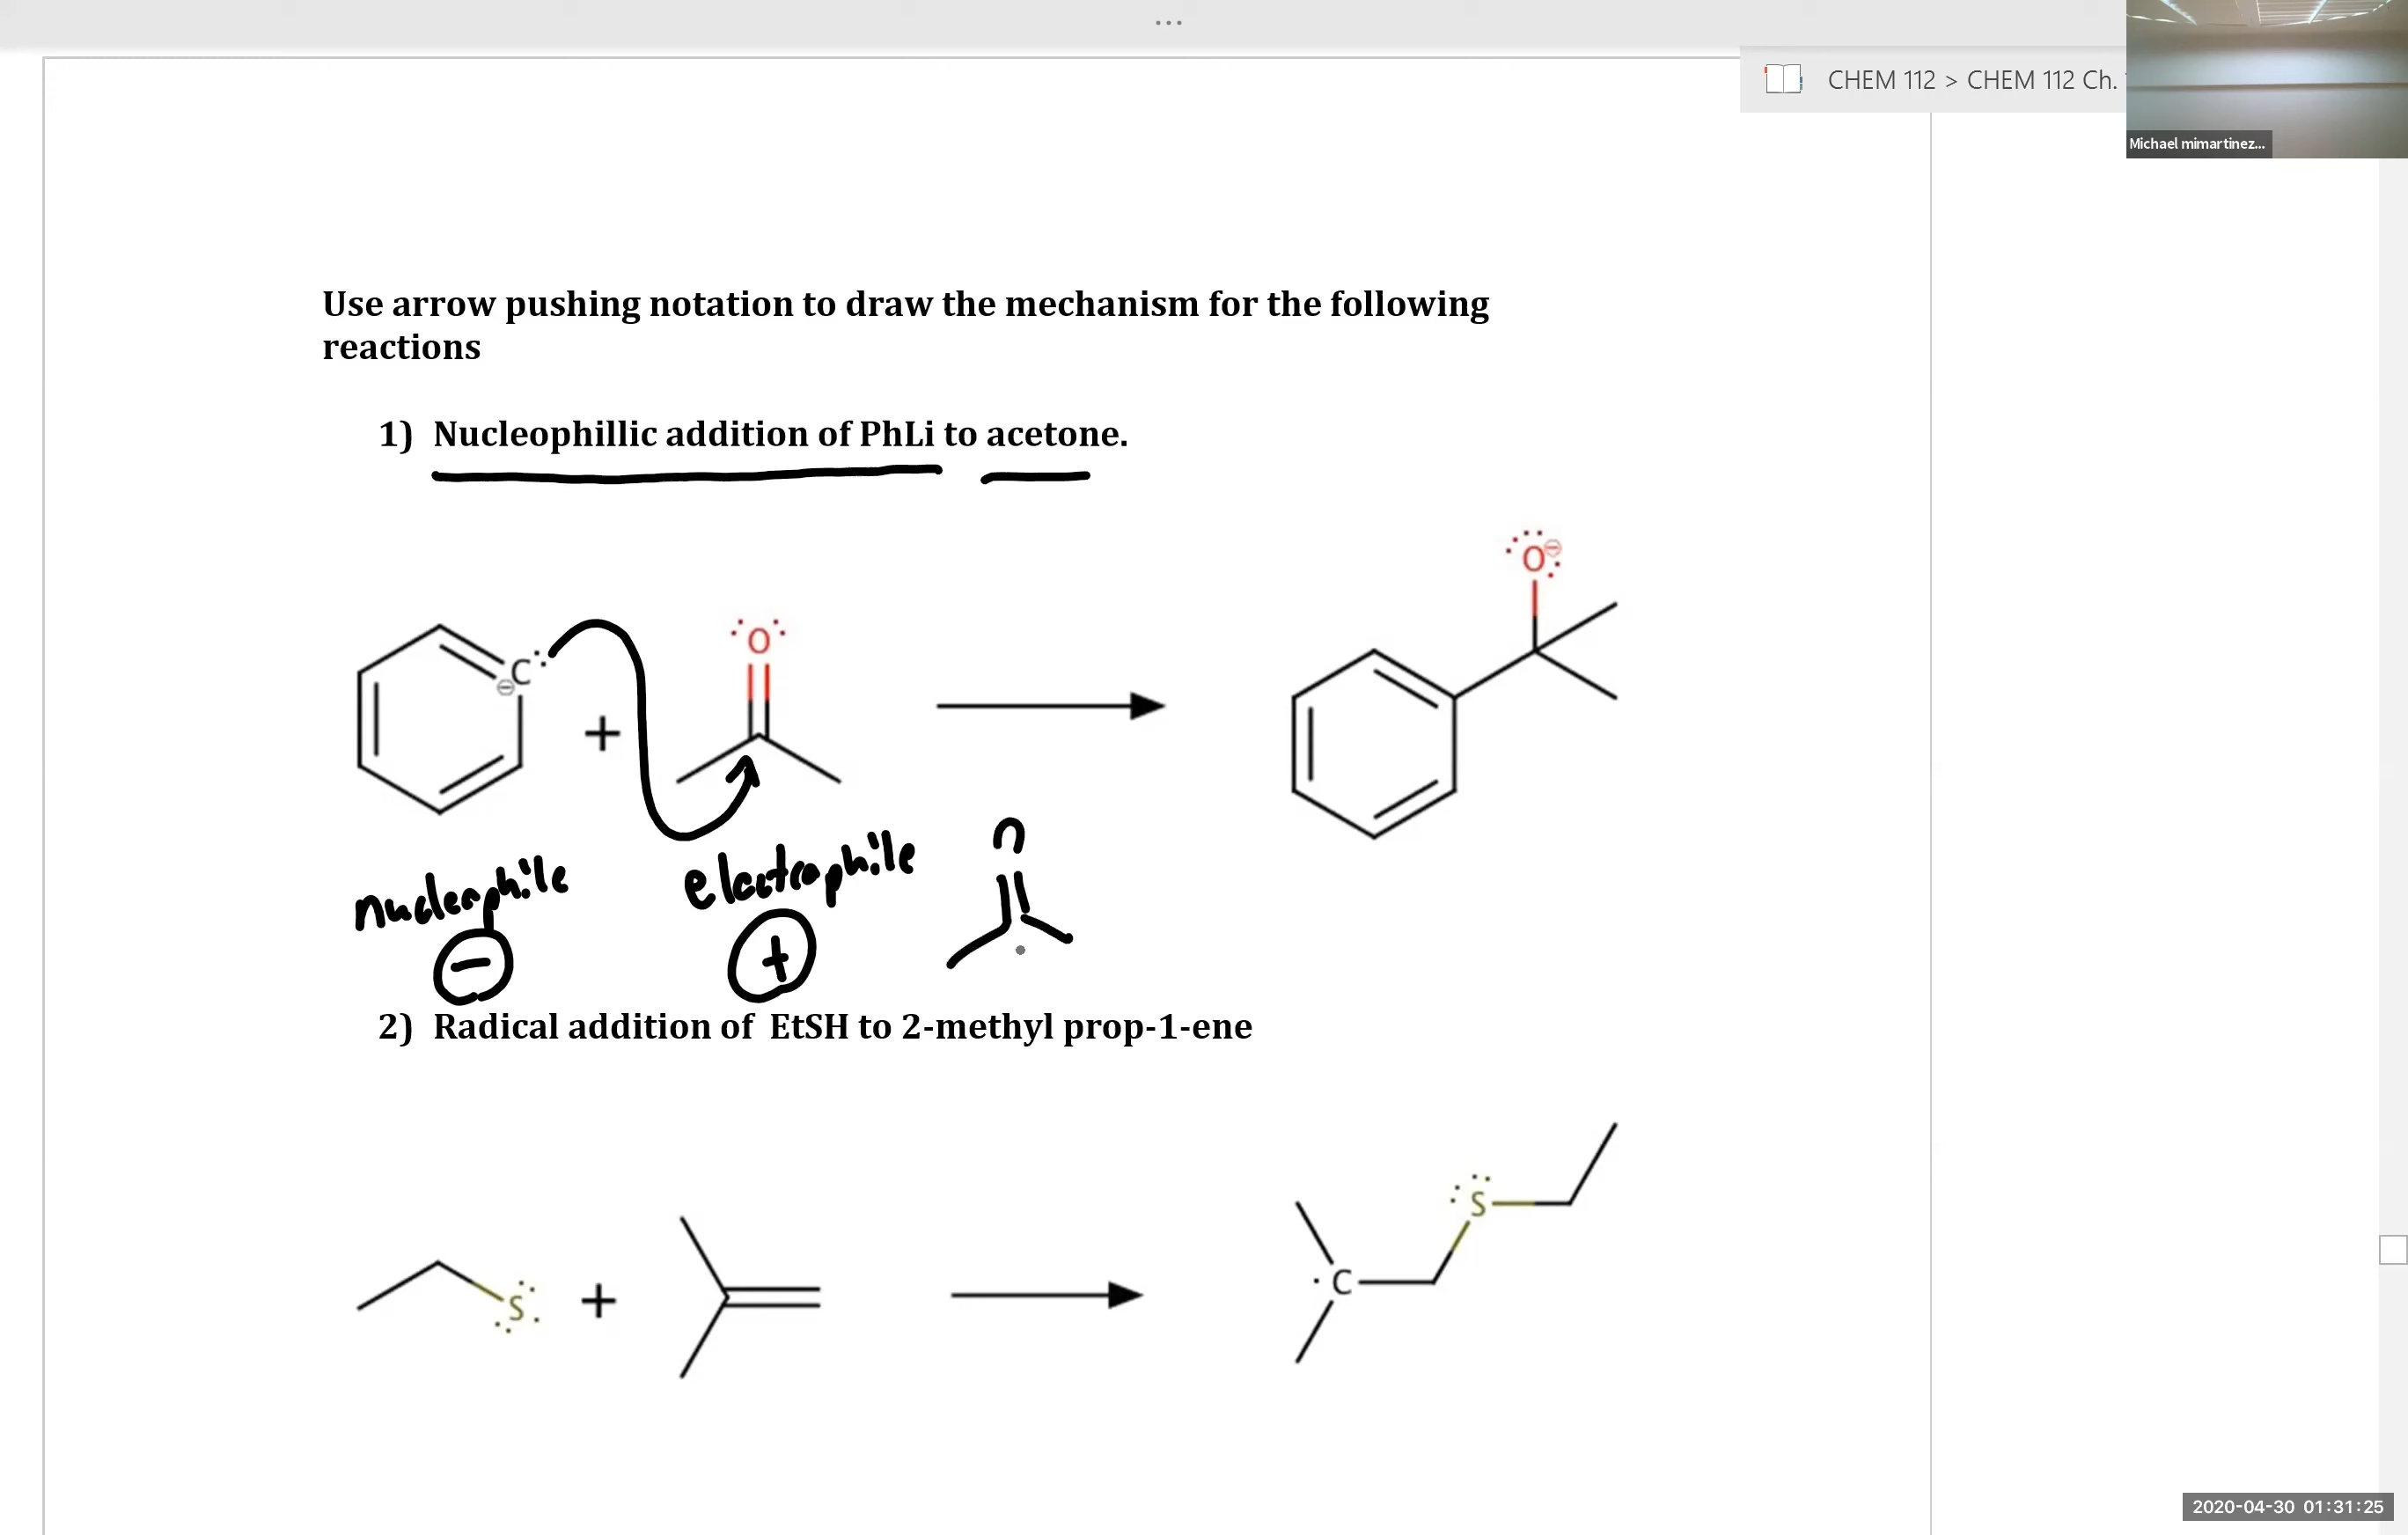 CHEM 112 > CHEM 112 Ch.
Michael mimartinez...
Use arrow pushing notation to draw the mechanism for the following
reactions
1) Nucleophillic addition of PhLi to acetone.
O
⊖
O
C
⊖
+
nucleophile
electrophile
−
+
2) Radical addition of EtSH to 2-methyl prop-1-ene
S
S
+
C
2020-04-30 01:31:25